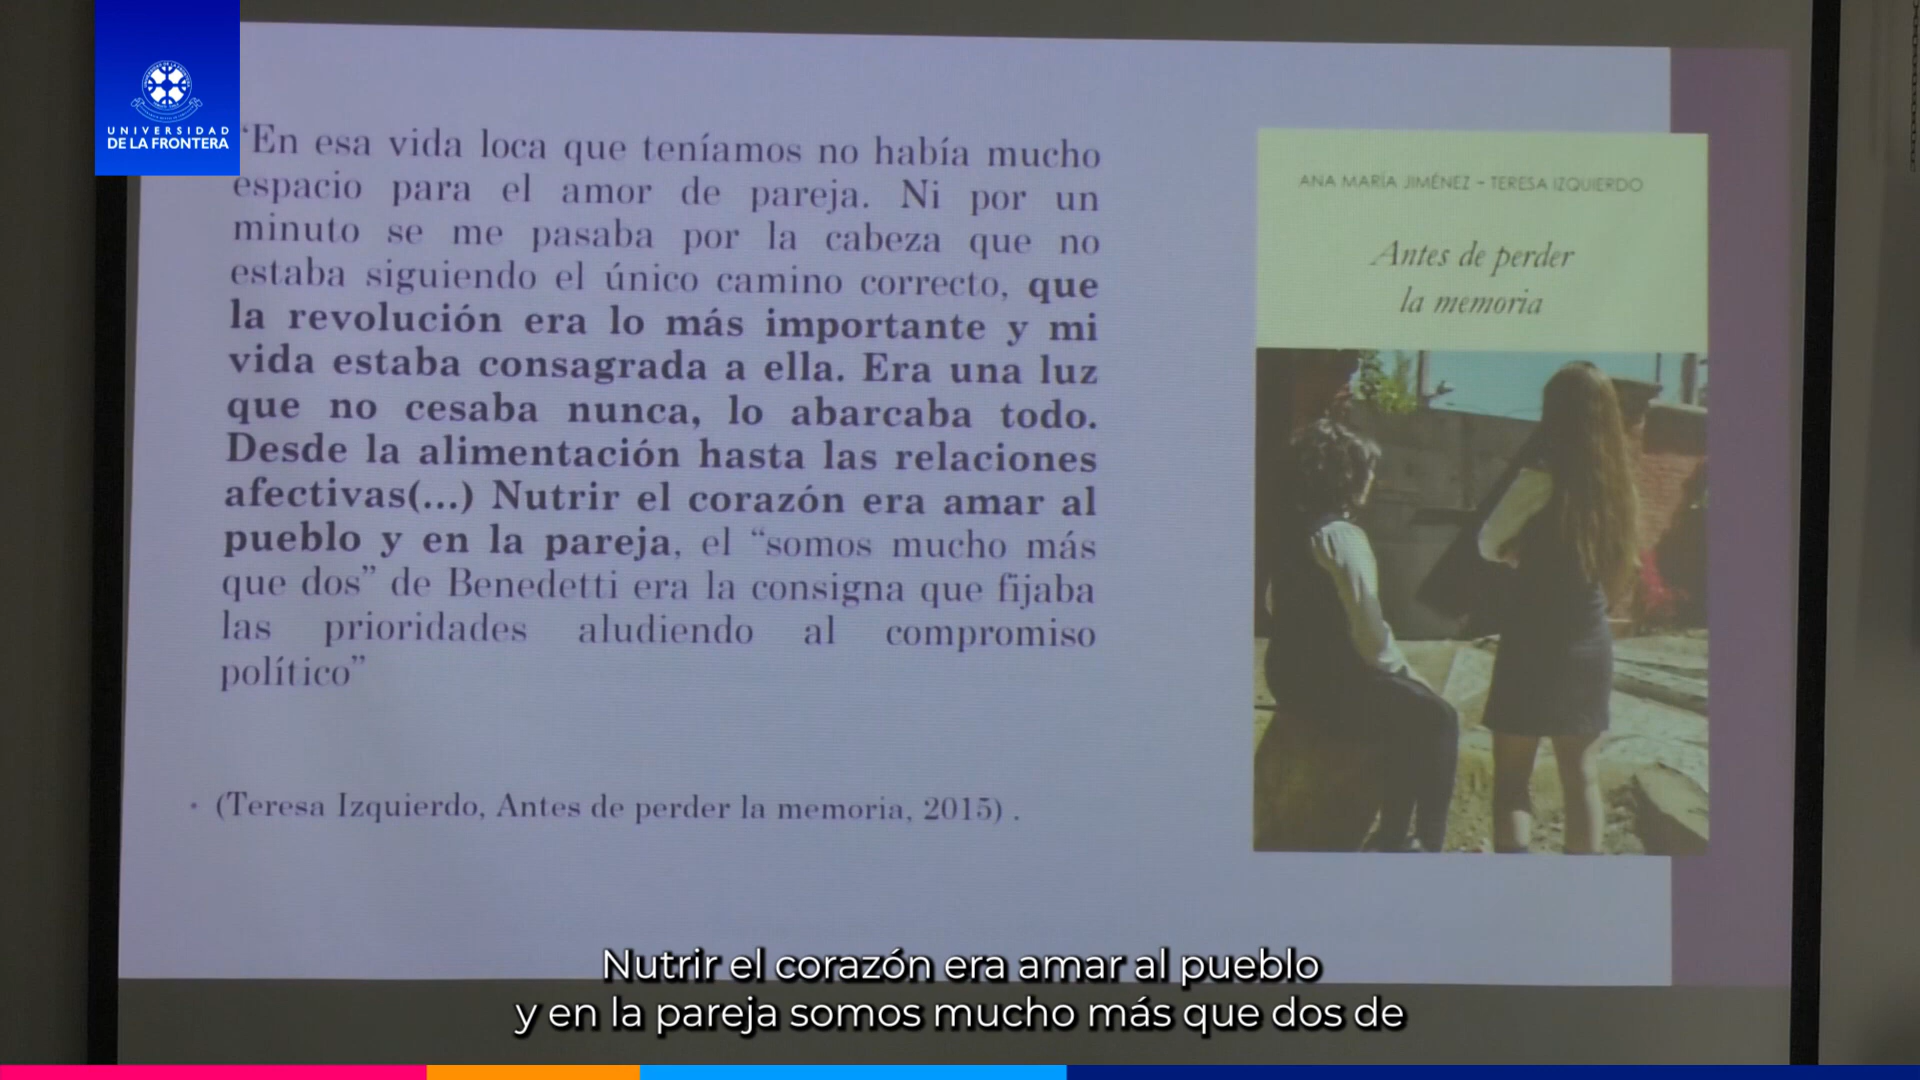 UNIVERSIDAD
DE LA FRONTERA
“En esa vida loca que teníamos no había mucho
espacio para el amor de pareja. Ni por un
minuto se me pasaba por la cabeza que no
estaba siguiendo el único camino correcto, que
la revolución era lo más importante y mi
vida estaba consagrada a ella. Era una luz
que no cesaba nunca, lo abarcaba todo.
Desde la alimentación hasta las relaciones
afectivas(...) Nutrir el corazón era amar al
pueblo y en la pareja, el “somos mucho más
que dos” de Benedetti era la consigna que fijaba
las prioridades aludiendo al compromiso
político”
• (Teresa Izquierdo, Antes de perder la memoria, 2015) .
ANA MARÍA JIMÉNEZ - TERESA IZQUIERDO
Antes de perder
la memoria
Nutrir el corazón era amar al pueblo
y en la pareja somos mucho más que dos de